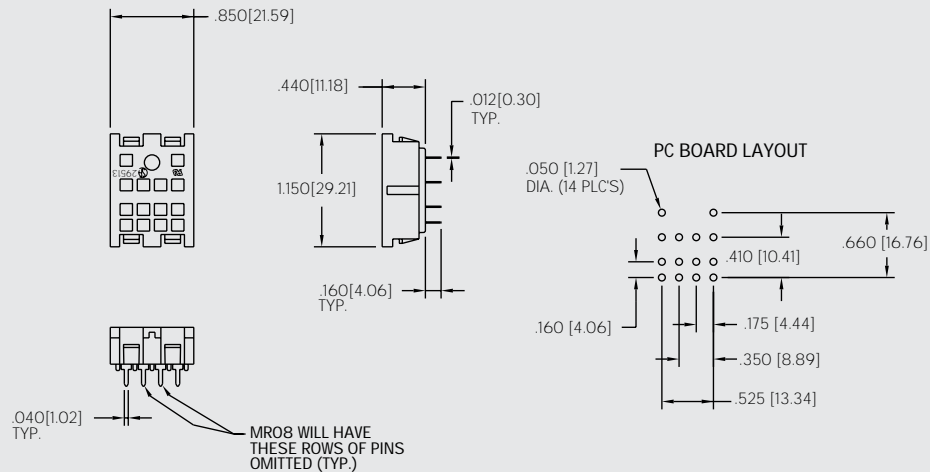 .850[21.59]
.440[11.18]
.012[0.30]
TYP.
29513
1.150[29.21]
.160[4.06]
TYP.
PC BOARD LAYOUT
.050 [1.27]
DIA. (14 PLC'S)
.660 [16.76]
.410 [10.41]
.160 [4.06]
.175 [4.44]
.350 [8.89]
.525 [13.34]
.040[1.02]
TYP.
MR08 WILL HAVE
THESE ROWS OF PINS
OMITTED (TYP.)